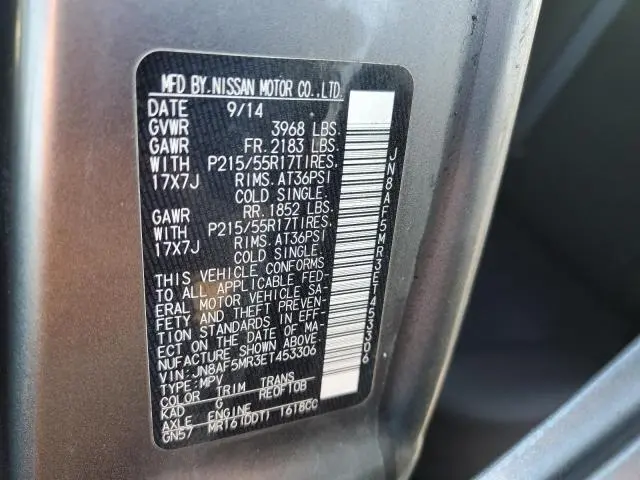 MFD BY.NISSAN MOTOR CO.,LTD.
DATE 9/14
GVWR 3968 LBS.
GAWR FR.2183 LBS.
WITH P215/55R17TIRES,
17X7J RIMS.AT36PSI
COLD SINGLE.
GAWR RR.1852 LBS.
WITH P215/55R17TIRES,
17X7J RIMS.AT36PSI
COLD SINGLE.
THIS VEHICLE CONFORMS
TO ALL APPLICABLE FED-
ERAL MOTOR VEHICLE SA-
FETY AND THEFT PREVEN-
TION STANDARDS IN EFF-
ECT ON THE DATE OF MA-
NUFACTURE SHOWN ABOVE.
VIN:JN8AF5MR3ET453306
TYPE:MPV
COLOR TRIM TRANS
KAD G RE0F10B
AXLE ENGINE
GN57 MR16(DDT) 1618CC
JN8AF5MR3ET453306